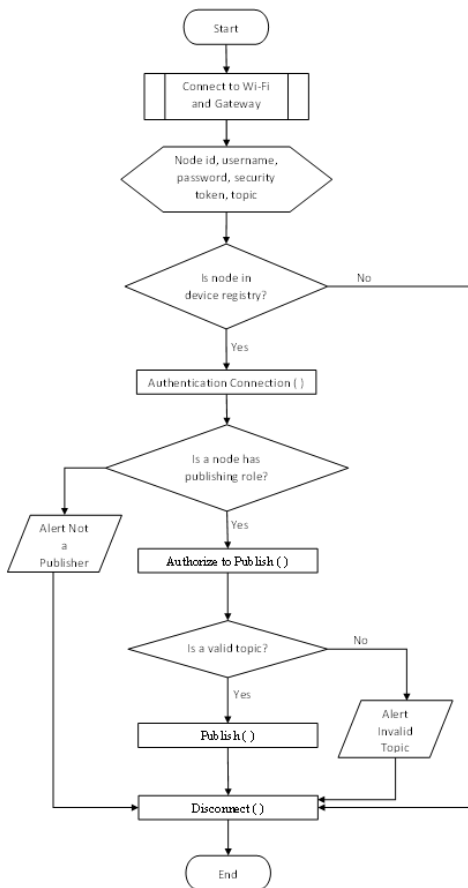 Start
Connect to Wi-Fi
and Gateway
Node id, username,
password, security
token, topic
Is node in
device registry?
No
Yes
Authentication Connection ( )
Is a node has
publishing role?
Alert Not
a
Publisher
Yes
Authorize to Publish ( )
Is a valid topic?
No
Yes
Alert
Invalid
Topic
Publish ( )
Disconnect ( )
End